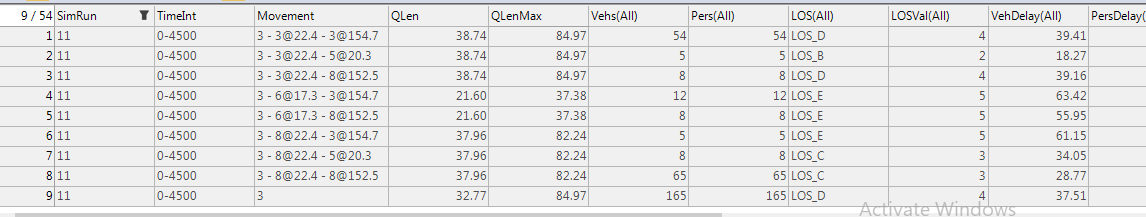 9 / 54 SimRun TimeInt Movement QLen QLenMax Vehs(All) Pers(All) LOS(All) LOSVal(All) VehDelay(All) PersDelay(
1 11 0-4500 3 - 3@22.4 - 3@154.7 38.74 84.97 54 54 LOS_D 4 39.41
2 11 0-4500 3 - 3@22.4 - 5@20.3 38.74 84.97 5 5 LOS_B 2 18.27
3 11 0-4500 3 - 3@22.4 - 8@152.5 38.74 84.97 8 8 LOS_D 4 39.16
4 11 0-4500 3 - 6@17.3 - 3@154.7 21.60 37.38 12 12 LOS_E 5 63.42
5 11 0-4500 3 - 6@17.3 - 8@152.5 21.60 37.38 8 8 LOS_E 5 55.95
6 11 0-4500 3 - 8@22.4 - 3@154.7 37.96 82.24 5 5 LOS_E 5 61.15
7 11 0-4500 3 - 8@22.4 - 5@20.3 37.96 82.24 8 8 LOS_C 3 34.05
8 11 0-4500 3 - 8@22.4 - 8@152.5 37.96 82.24 65 65 LOS_C 3 28.77
9 11 0-4500 3 32.77 84.97 165 165 LOS_D 4 37.51
Activate Windows